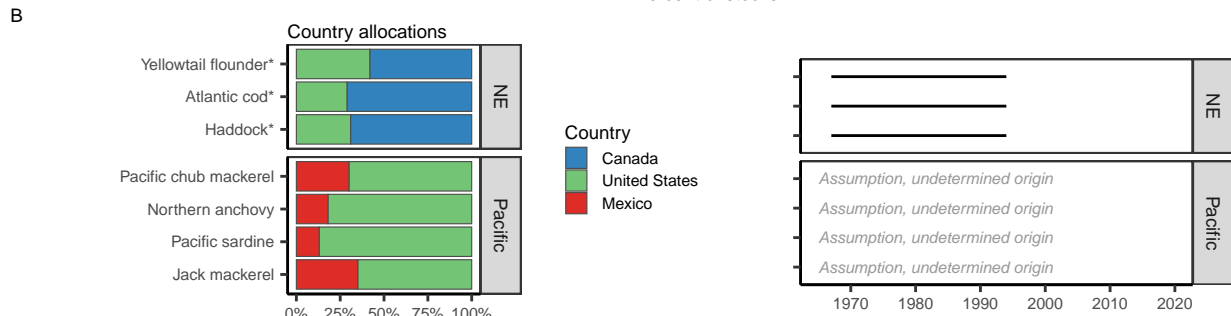 B
Country allocations
Yellowtail flounder*
Atlantic cod*
Haddock*
NE
Pacific chub mackerel
Northern anchovy
Pacific sardine
Jack mackerel
Pacific
0% 25% 50% 75% 100%
Country
Canada
United States
Mexico
NE
Assumption, undetermined origin
Assumption, undetermined origin
Assumption, undetermined origin
Assumption, undetermined origin
Pacific
1970 1980 1990 2000 2010 2020